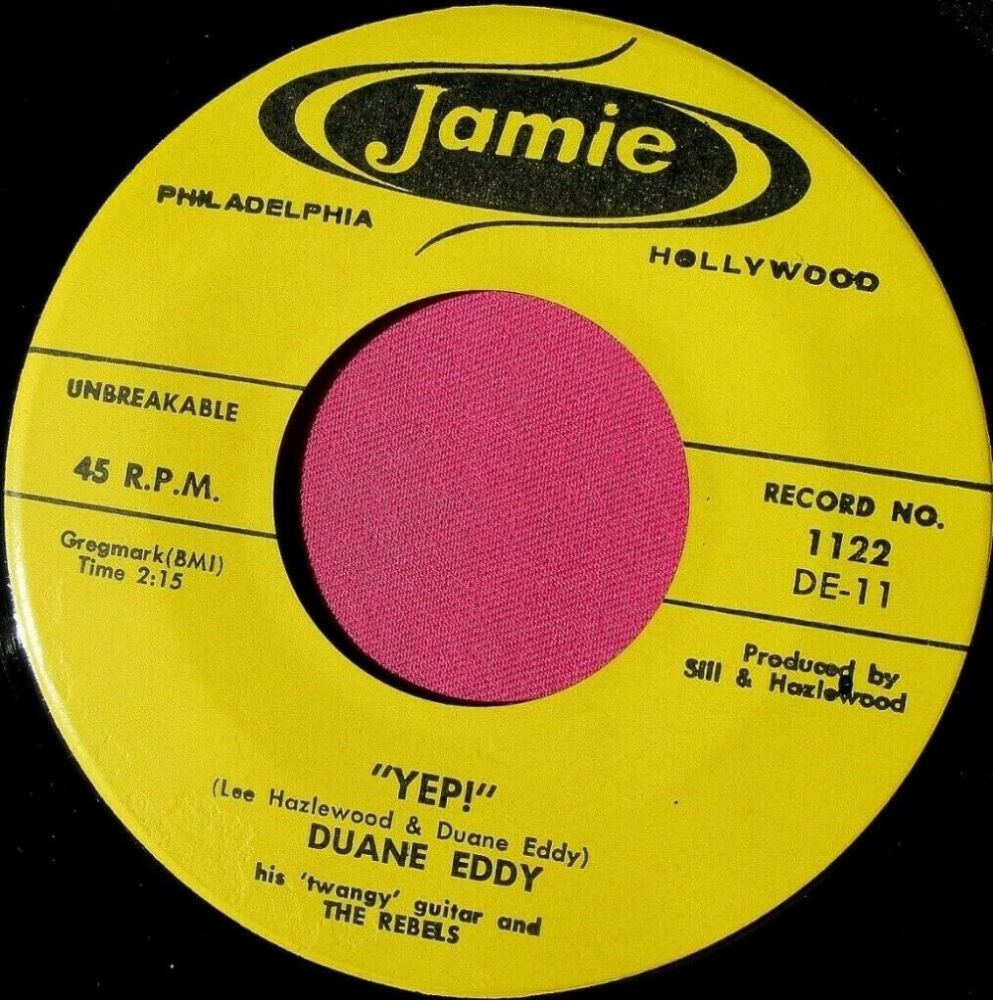 Jamie
PHILADELPHIA
HOLLYWOOD
UNBREAKABLE
45 R.P.M.
Gregmark(BMI)
Time 2:15
RECORD NO.
1122
DE-11
Produced by
Sill & Hazlewood
"YEP!"
(Lee Hazlewood & Duane Eddy)
DUANE EDDY
his 'twangy' guitar and
THE REBELS